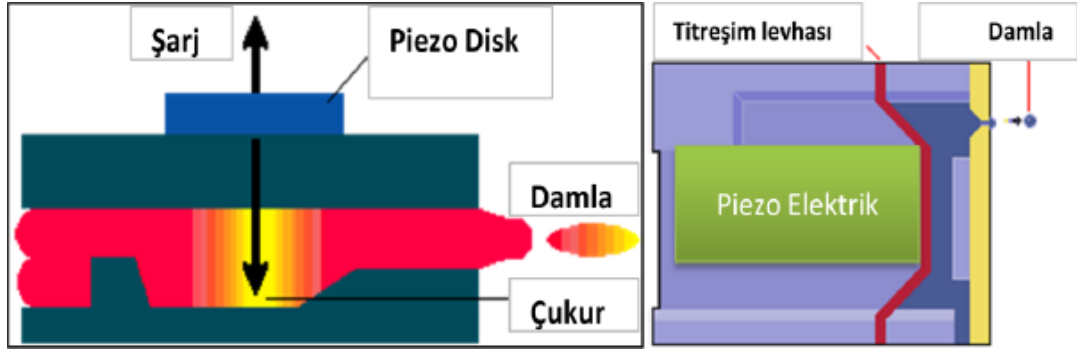 Şarj
Piezo Disk
Damla
Çukur
Titreşim levhası
Damla
Piezo Elektrik